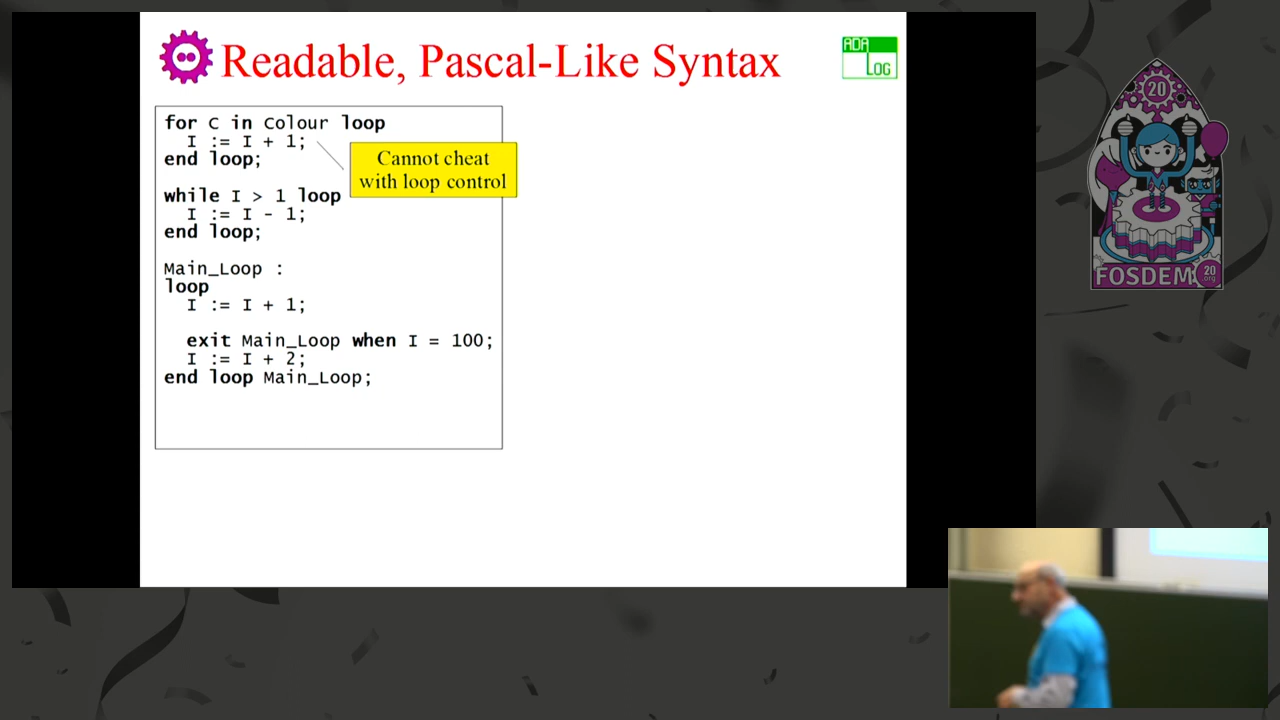 Readable, Pascal-Like Syntax
ADA
LOG
for C in Colour loop
I := I + 1;
end loop;
Cannot cheat
with loop control
while I > 1 loop
I := I - 1;
end loop;
Main_Loop :
loop
I := I + 1;
exit Main_Loop when I = 100;
I := I + 2;
end loop Main_Loop;
20
FOSDEM
20
.org